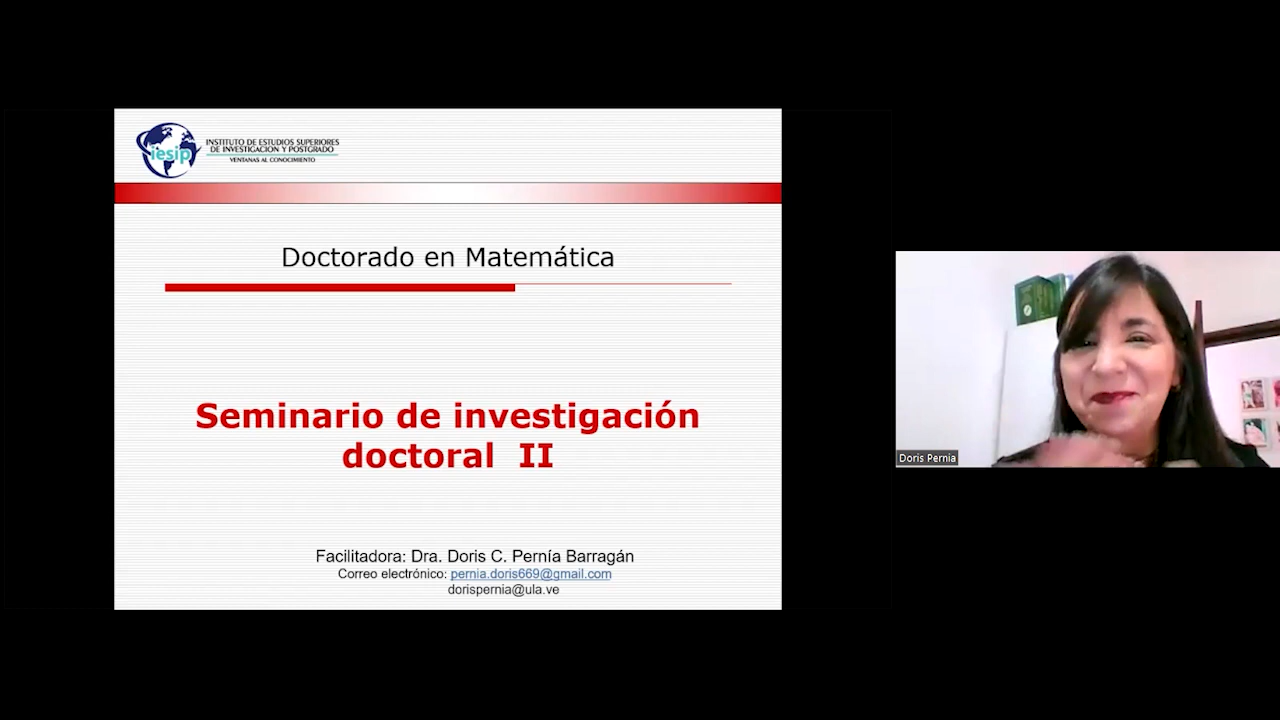 iesip
INSTITUTO DE ESTUDIOS SUPERIORES
DE INVESTIGACION Y POSTGRADO
VENTANAS AL CONOCIMIENTO
Doctorado en Matemática
Seminario de investigación
doctoral II
Facilitadora: Dra. Doris C. Pernía Barragán
Correo electrónico: pernia.doris669@gmail.com
dorispernia@ula.ve
Doris Pernia